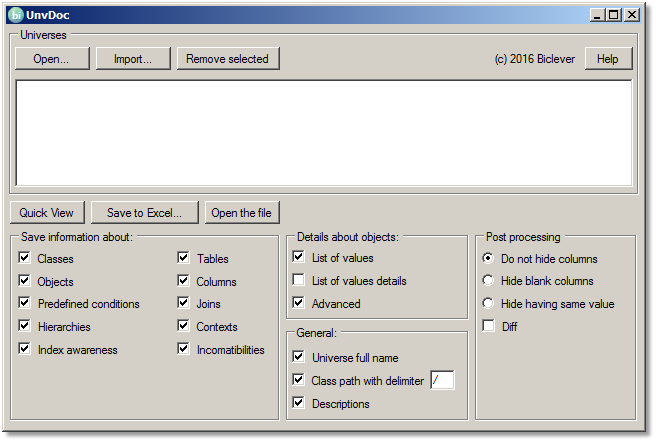 bi UnvDoc
Universes
Open... Import... Remove selected (c) 2016 Biclever Help
Quick View Save to Excel... Open the file
Save information about:
Classes Tables
Objects Columns
Predefined conditions Joins
Hierarchies Contexts
Index awareness Incomatibilities
Details about objects:
List of values
List of values details
Advanced
General:
Universe full name
Class path with delimiter /
Descriptions
Post processing
Do not hide columns
Hide blank columns
Hide having same value
Diff